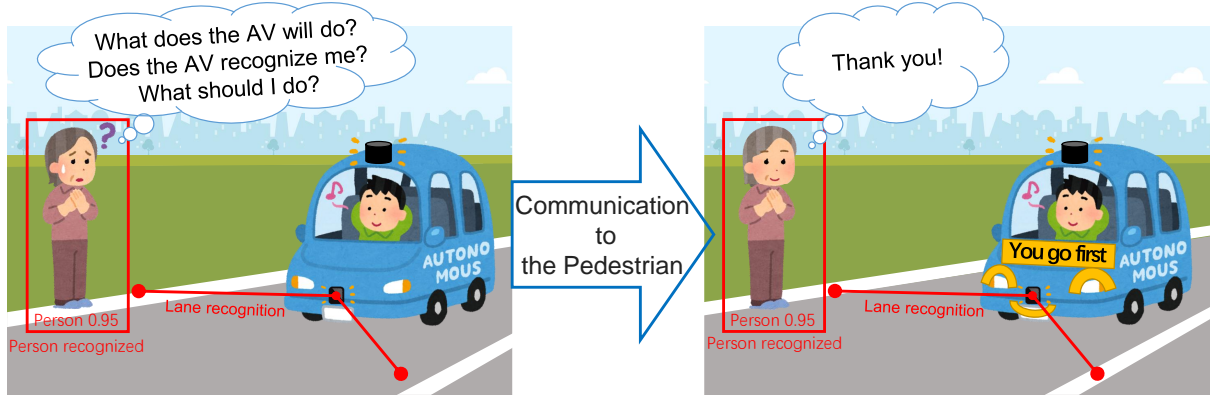 What does the AV will do?
Does the AV recognize me?
What should I do?
?
AUTONO
MOUS
Lane recognition
Person 0.95
Person recognized
Communication
to
the Pedestrian
Thank you!
You go first
AUTONO
MOUS
Lane recognition
Person 0.95
Person recognized